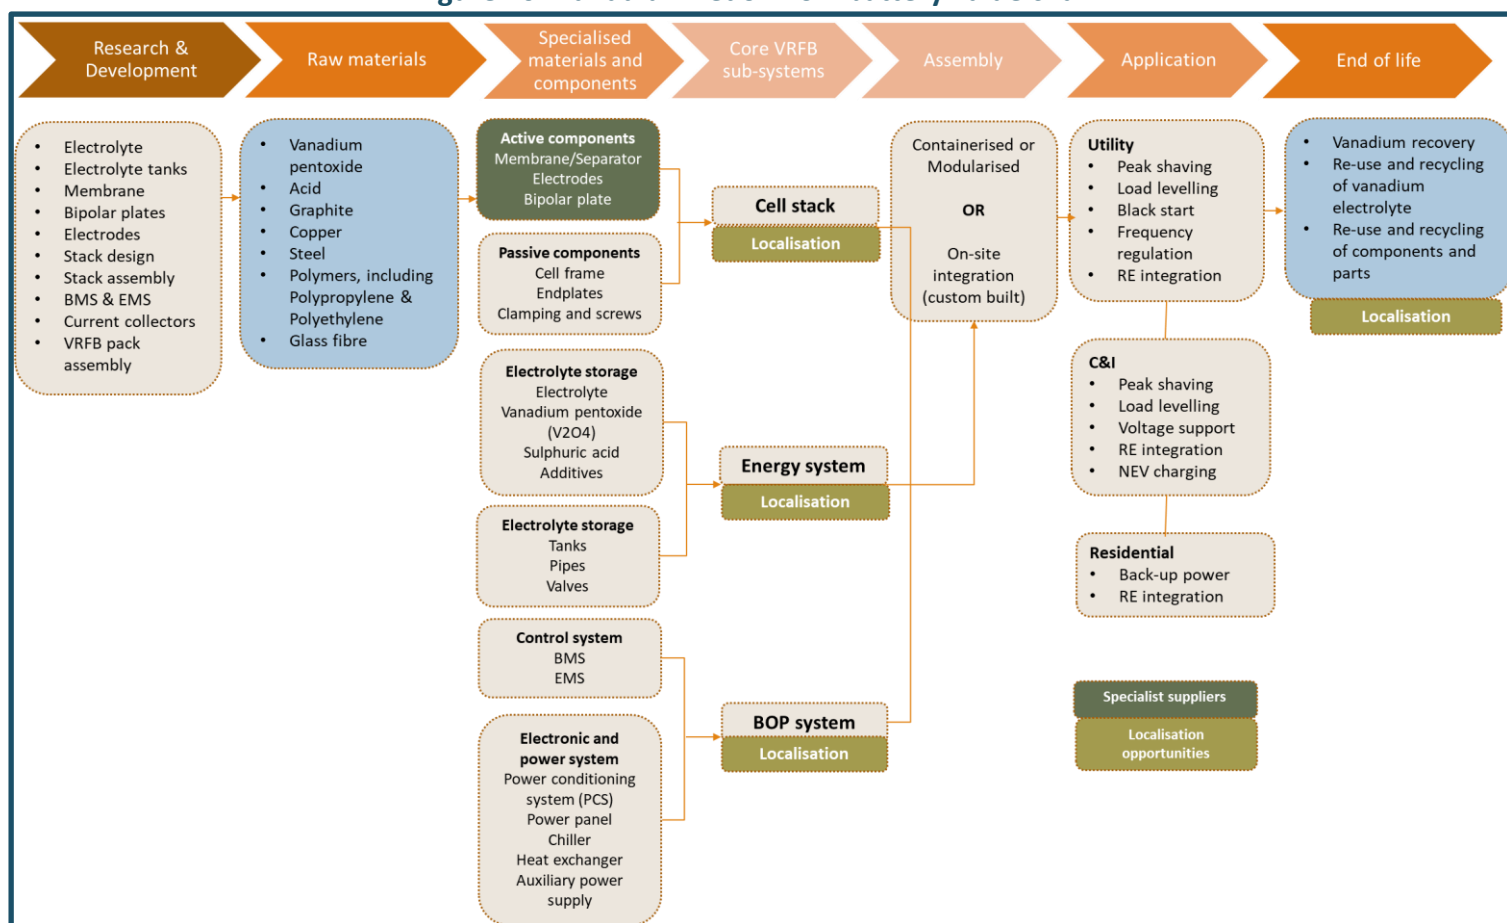 Research &
Development
Raw materials
Specialised
materials and
components
Core VRFB
sub-systems
Assembly
Application
End of life
• Electrolyte
• Electrolyte tanks
• Membrane
• Bipolar plates
• Electrodes
• Stack design
• Stack assembly
• BMS & EMS
• Current collectors
• VRFB pack
assembly
• Vanadium
pentoxide
• Acid
• Graphite
• Copper
• Steel
• Polymers, including
Polypropylene &
Polyethylene
• Glass fibre
Active components
Membrane/Separator
Electrodes
Bipolar plate
Passive components
Cell frame
Endplates
Clamping and screws
Electrolyte storage
Electrolyte
Vanadium pentoxide
(V2O4)
Sulphuric acid
Additives
Electrolyte storage
Tanks
Pipes
Valves
Control system
BMS
EMS
Electronic and
power system
Power conditioning
system (PCS)
Power panel
Chiller
Heat exchanger
Auxiliary power
supply
Cell stack
Localisation
Energy system
Localisation
BOP system
Localisation
Containerised or
Modularised
OR
On-site
integration
(custom built)
Utility
• Peak shaving
• Load levelling
• Black start
• Frequency
regulation
• RE integration
C&I
• Peak shaving
• Load levelling
• Voltage support
• RE integration
• NEV charging
Residential
• Back-up power
• RE integration
• Vanadium recovery
• Re-use and recycling
of vanadium
electrolyte
• Re-use and recycling
of components and
parts
Localisation
Specialist suppliers
Localisation
opportunities